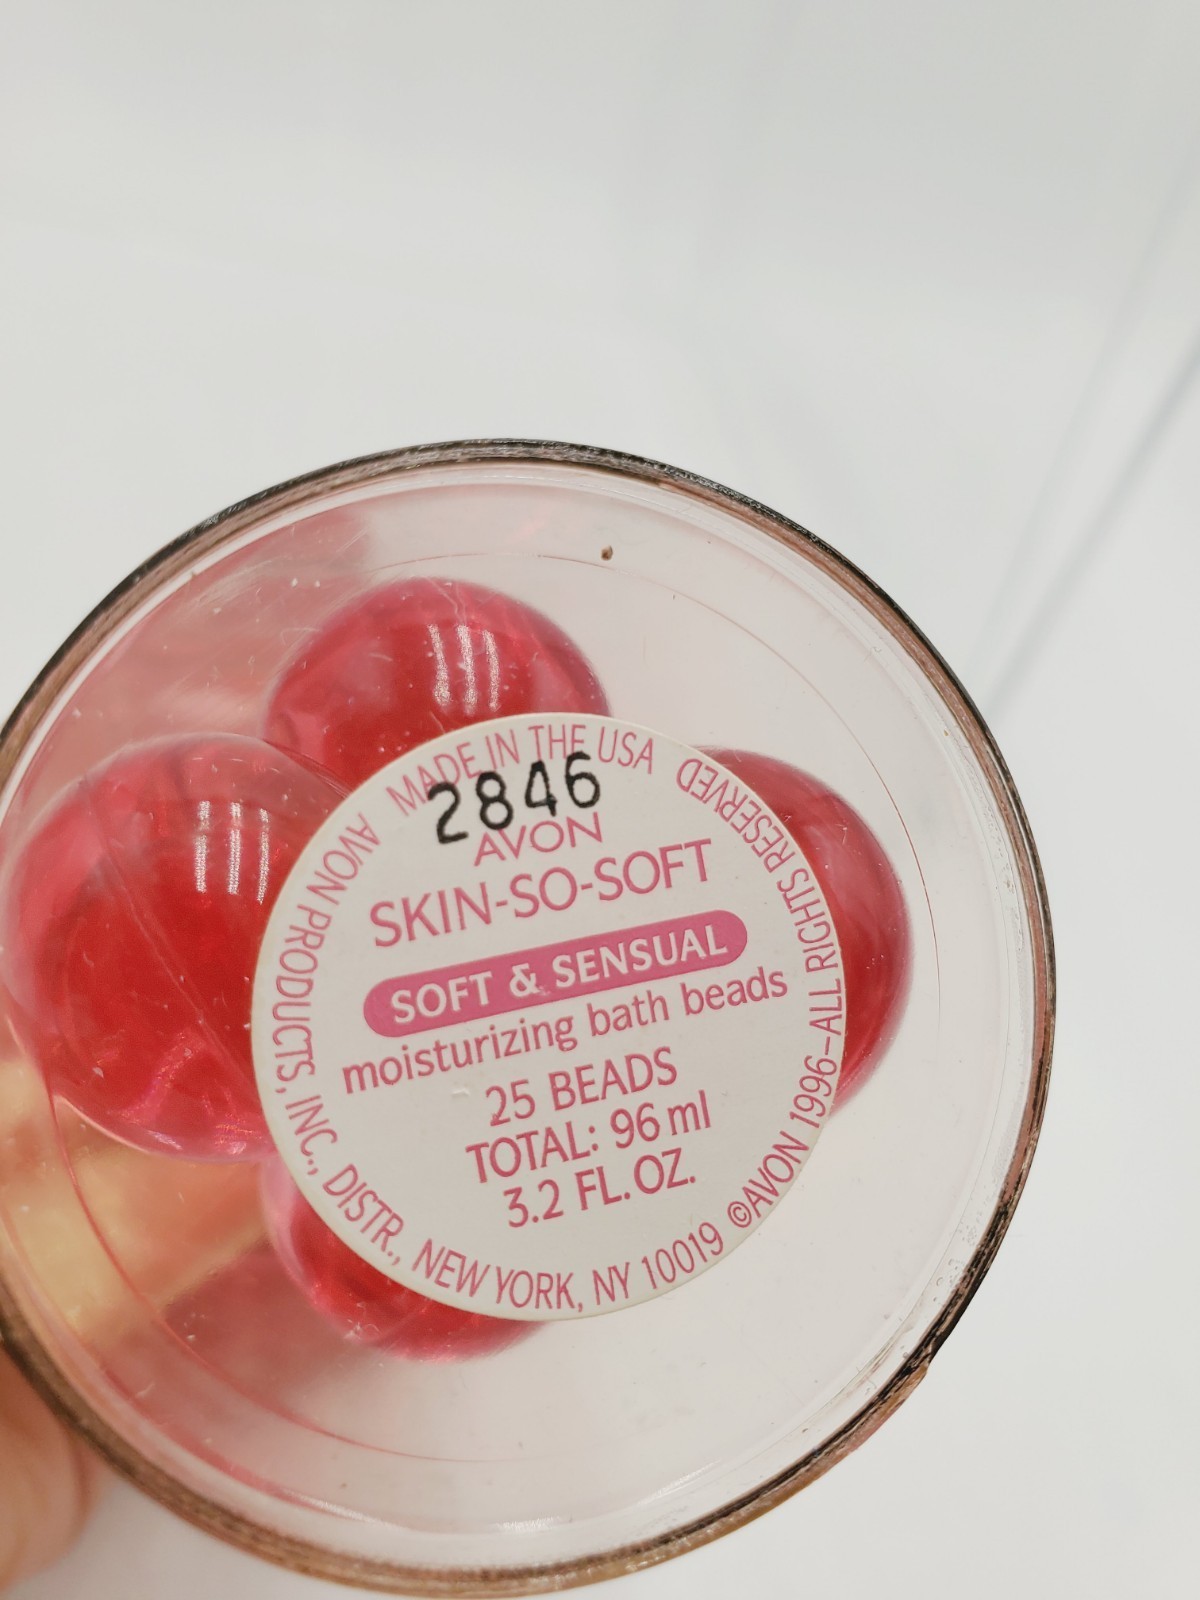 MADE IN THE USA
2846
AVON
SKIN-SO-SOFT
SOFT & SENSUAL
moisturizing bath beads
25 BEADS
TOTAL: 96 ml
3.2 FL. OZ.
AVON PRODUCTS, INC., DISTR., NEW YORK, NY 10019 ©AVON 1996–ALL RIGHTS RESERVED